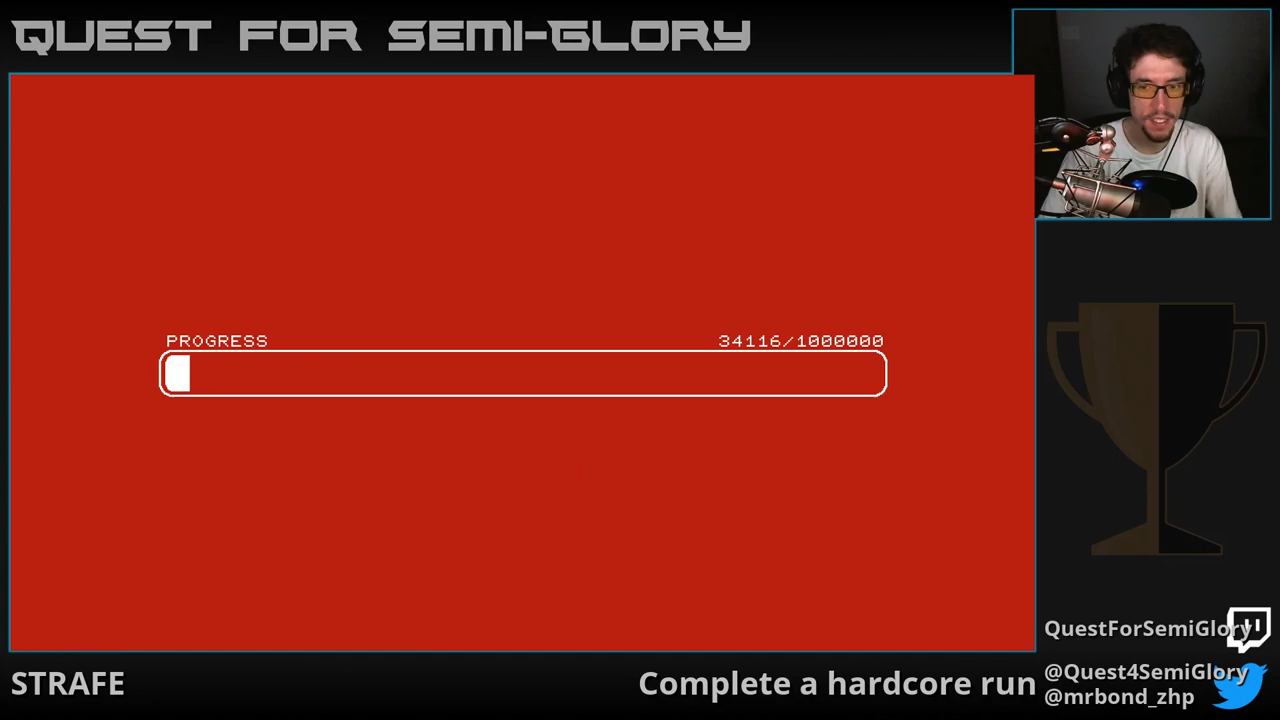 QUEST FOR SEMI-GLORY
PROGRESS 34116/1000000
QuestForSemiGlory
@Quest4SemiGlory
@mrbond_zhp
STRAFE
Complete a hardcore run